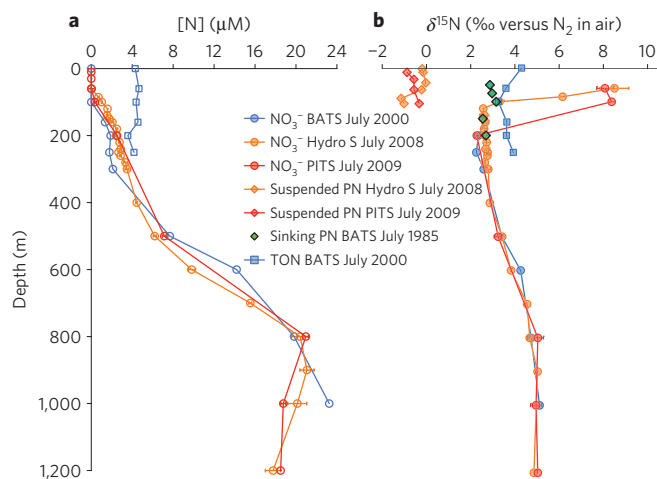 a
[N] (μM)
0 4 8 12 16 20 24
b
δ¹⁵N (‰ versus N₂ in air)
−2 0 2 4 6 8 10
0
200
400
600
800
1,000
1,200
Depth (m)
NO₃⁻ BATS July 2000
NO₃⁻ Hydro S July 2008
NO₃⁻ PITS July 2009
Suspended PN Hydro S July 2008
Suspended PN PITS July 2009
Sinking PN BATS July 1985
TON BATS July 2000